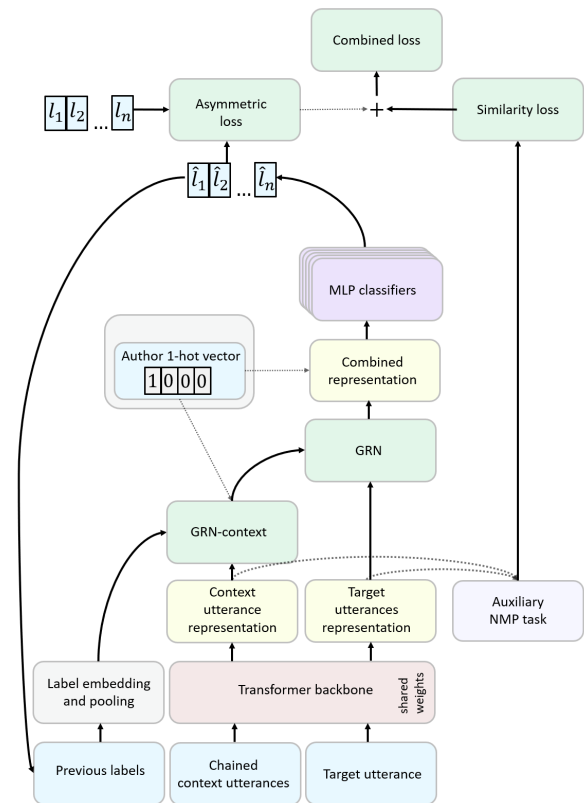 Combined loss
l₁ l₂ ... lₙ
Asymmetric
loss
+
Similarity loss
l̂₁ l̂₂ ... l̂ₙ
MLP classifiers
Author 1-hot vector
1 0 0 0
Combined
representation
GRN
GRN-context
Context
utterance
representation
Target
utterances
representation
Auxiliary
NMP task
Label embedding
and pooling
Transformer backbone
shared
weights
Previous labels
Chained
context utterances
Target utterance